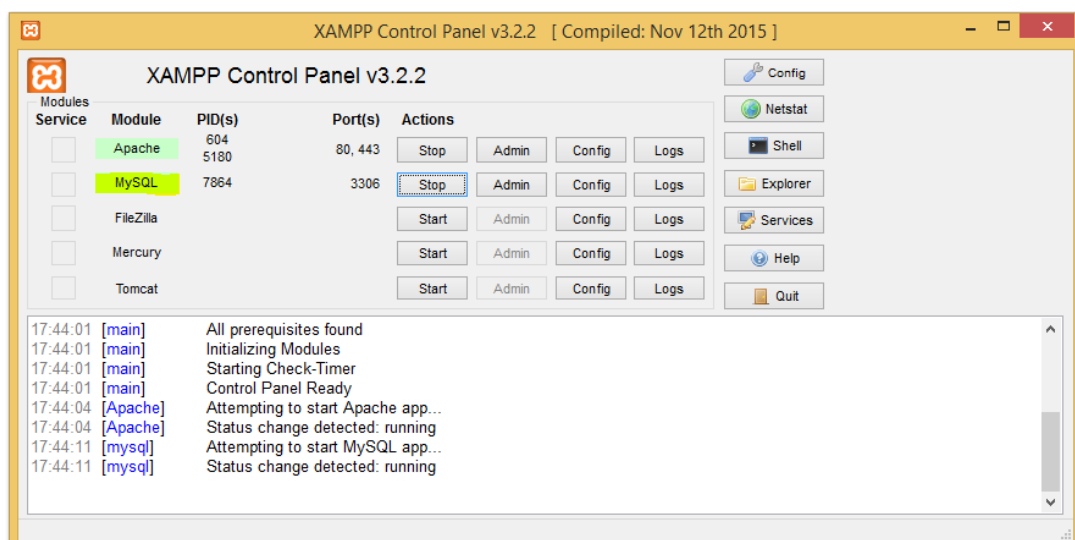 XAMPP Control Panel v3.2.2 [ Compiled: Nov 12th 2015 ]
XAMPP Control Panel v3.2.2
Config
Modules
Service Module PID(s) Port(s) Actions
Netstat
Apache 604 5180 80, 443 Stop Admin Config Logs
Shell
MySQL 7864 3306 Stop Admin Config Logs
Explorer
FileZilla Start Admin Config Logs
Services
Mercury Start Admin Config Logs
Help
Tomcat Start Admin Config Logs
Quit
17:44:01 [main] All prerequisites found
17:44:01 [main] Initializing Modules
17:44:01 [main] Starting Check-Timer
17:44:01 [main] Control Panel Ready
17:44:04 [Apache] Attempting to start Apache app...
17:44:04 [Apache] Status change detected: running
17:44:11 [mysql] Attempting to start MySQL app...
17:44:11 [mysql] Status change detected: running